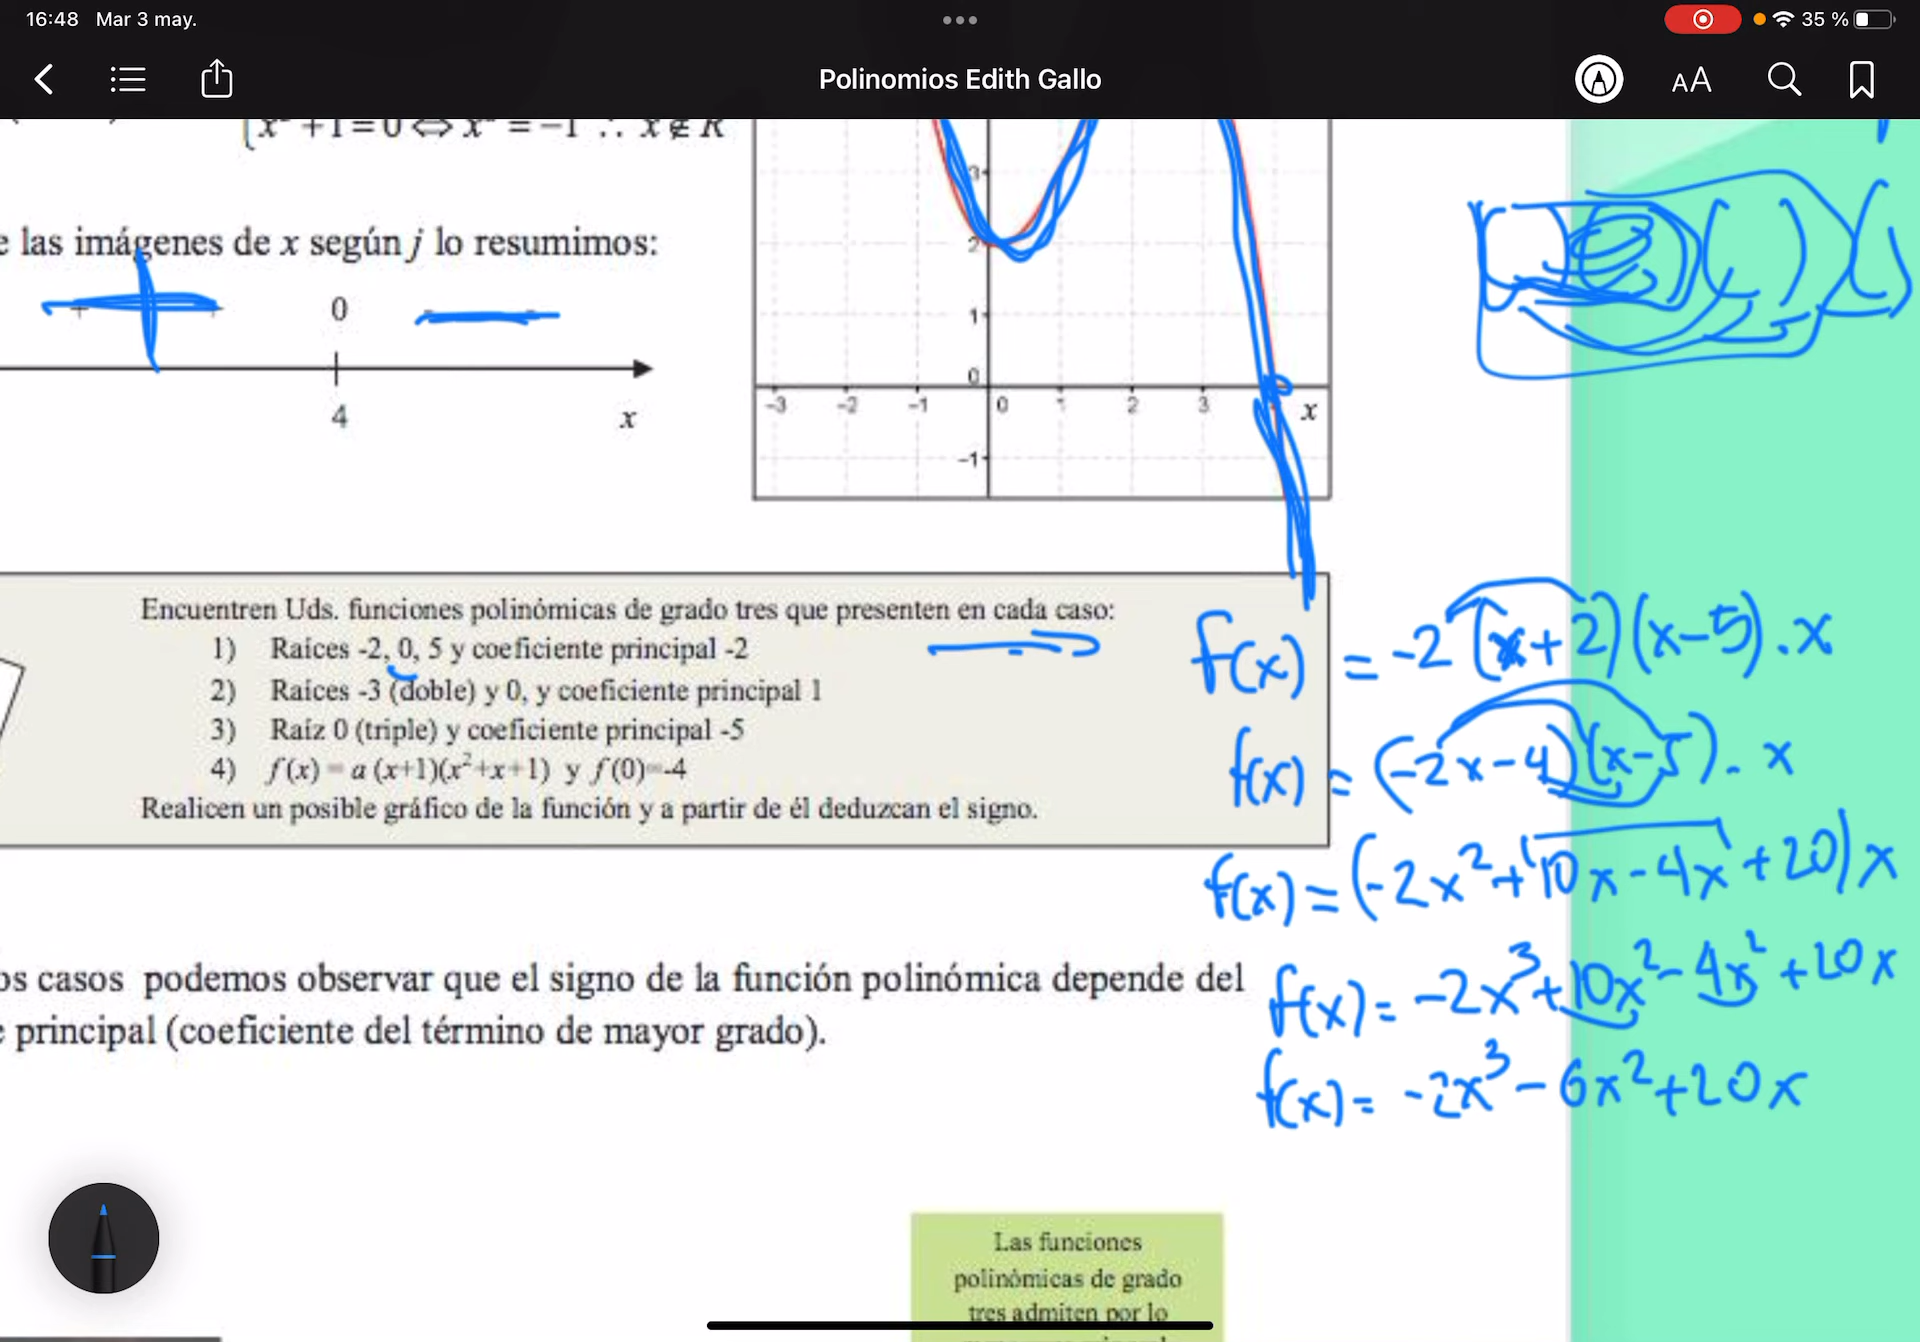 16:48 Mar 3 may.
35 %
Polinomios Edith Gallo
AA
+1=0⇔x =−1 ∴ x∉R
e las imágenes de x según j lo resumimos:
0
4
x
3
2
1
0
-3 -2 -1 0 1 2 3 x
-1
Encuentren Uds. funciones polinómicas de grado tres que presenten en cada caso:
1) Raíces -2, 0, 5 y coeficiente principal -2
2) Raíces -3 (doble) y 0, y coeficiente principal 1
3) Raíz 0 (triple) y coeficiente principal -5
4) f(x) = a (x+1)(x²+x+1) y f(0)=-4
Realicen un posible gráfico de la función y a partir de él deduzcan el signo.
f(x) = -2 (x+2)(x-5).x
f(x) = (-2x-4)(x-5). x
f(x) = (-2x²+10x-4x+20)x
f(x) = -2x³+10x²-4x²+20x
f(x) = -2x³-6x²+20x
os casos podemos observar que el signo de la función polinómica depende del
e principal (coeficiente del término de mayor grado).
Las funciones
polinómicas de grado
tres admiten por lo